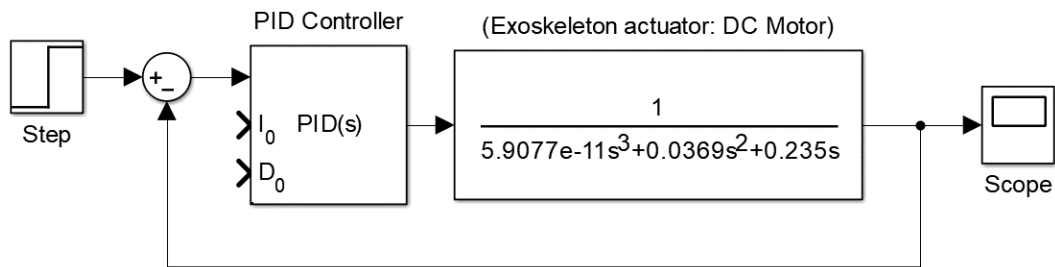 PID Controller
(Exoskeleton actuator: DC Motor)
Step
+
−
I₀
PID(s)
D₀
1
5.9077e-11s³+0.0369s²+0.235s
Scope